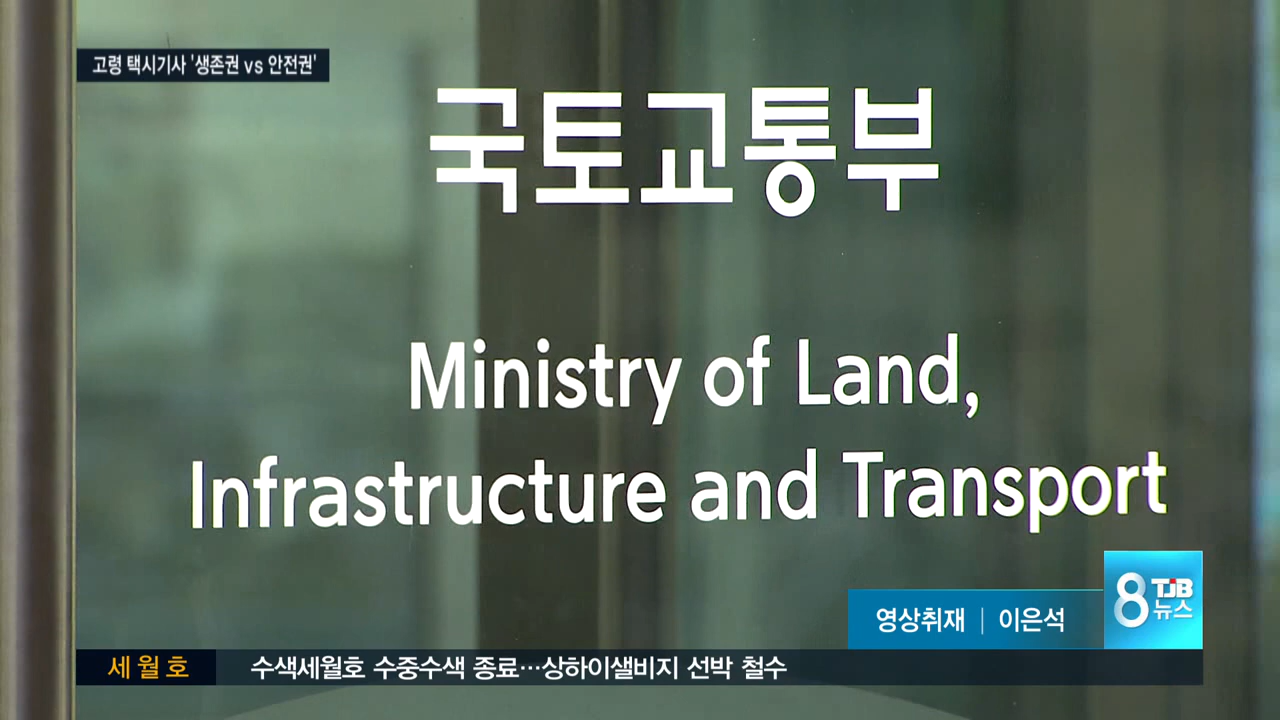 고령 택시기사 '생존권 vs 안전권'
국토교통부
Ministry of Land,
Infrastructure and Transport
영상취재 | 이은석
8 TJB 뉴스
세월호 수색세월호 수중수색 종료…상하이샐비지 선박 철수